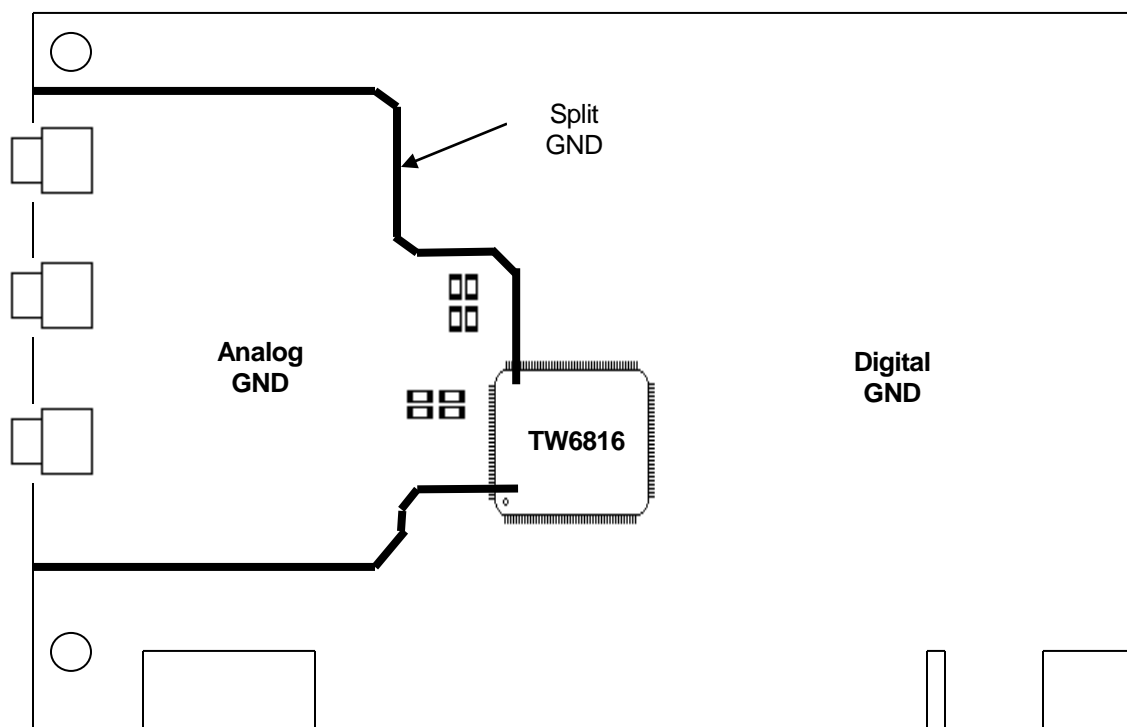 Split
GND
Analog
GND
Digital
GND
TW6816